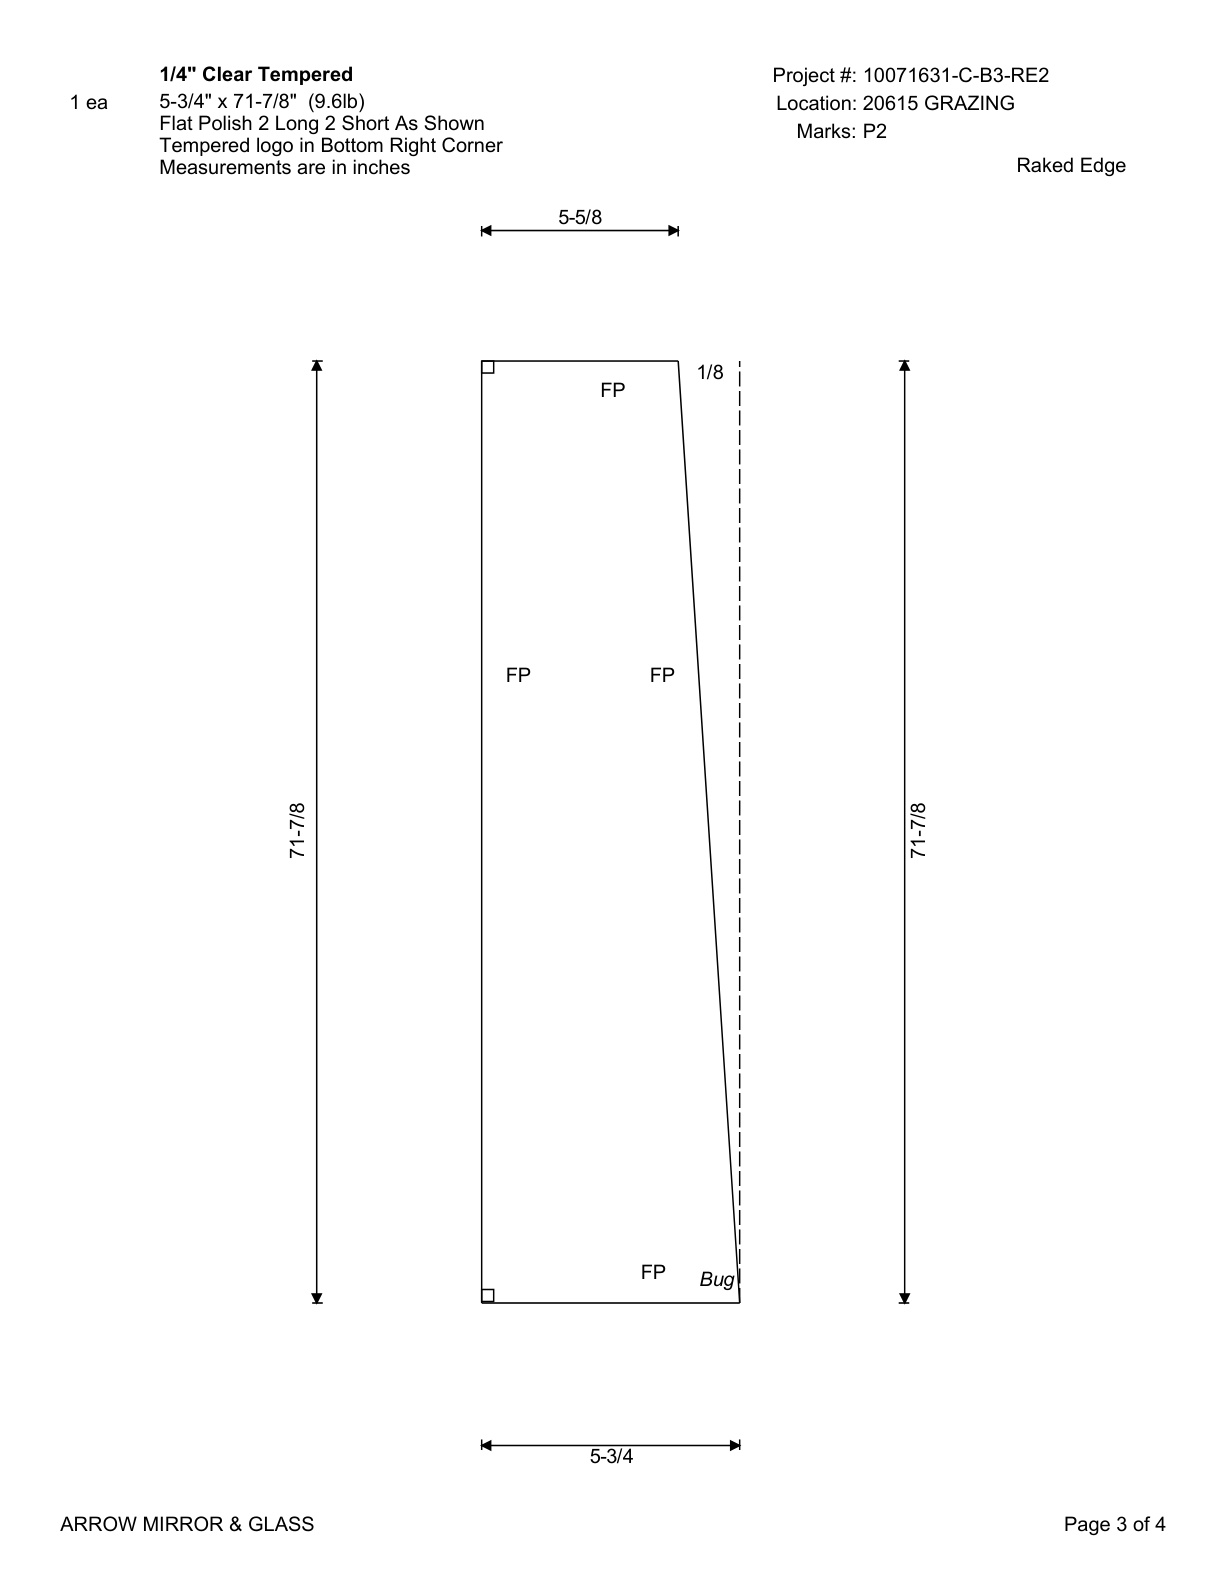 1/4" Clear Tempered
1 ea
5-3/4" x 71-7/8"  (9.6lb)
Flat Polish 2 Long 2 Short As Shown
Tempered logo in Bottom Right Corner
Measurements are in inches
Project #: 10071631-C-B3-RE2
Location: 20615 GRAZING
Marks: P2
Raked Edge
5-5/8
1/8
FP
FP
FP
71-7/8
71-7/8
FP
Bug
5-3/4
ARROW MIRROR & GLASS
Page 3 of 4